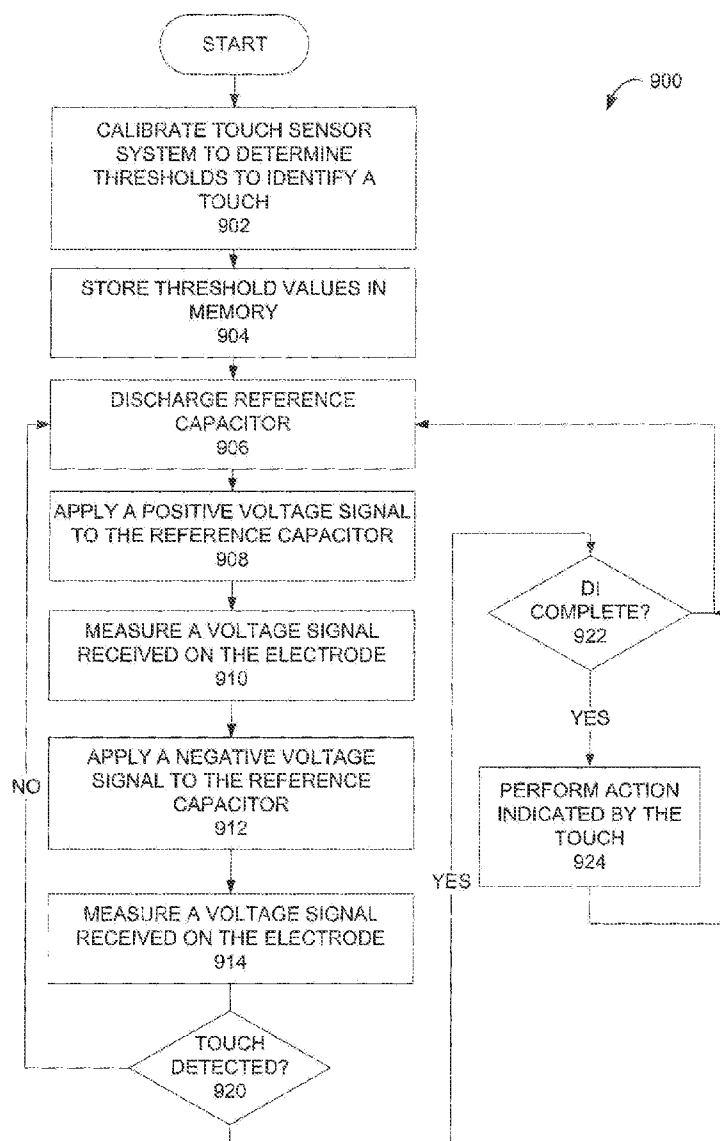 START
900
CALIBRATE TOUCH SENSOR
SYSTEM TO DETERMINE
THRESHOLDS TO IDENTIFY A
TOUCH
902
STORE THRESHOLD VALUES IN
MEMORY
904
DISCHARGE REFERENCE
CAPACITOR
906
APPLY A POSITIVE VOLTAGE SIGNAL
TO THE REFERENCE CAPACITOR
908
MEASURE A VOLTAGE SIGNAL
RECEIVED ON THE ELECTRODE
910
APPLY A NEGATIVE VOLTAGE
SIGNAL TO THE REFERENCE
CAPACITOR
912
MEASURE A VOLTAGE SIGNAL
RECEIVED ON THE ELECTRODE
914
TOUCH
DETECTED?
920
NO
YES
DI
COMPLETE?
922
YES
PERFORM ACTION
INDICATED BY THE
TOUCH
924